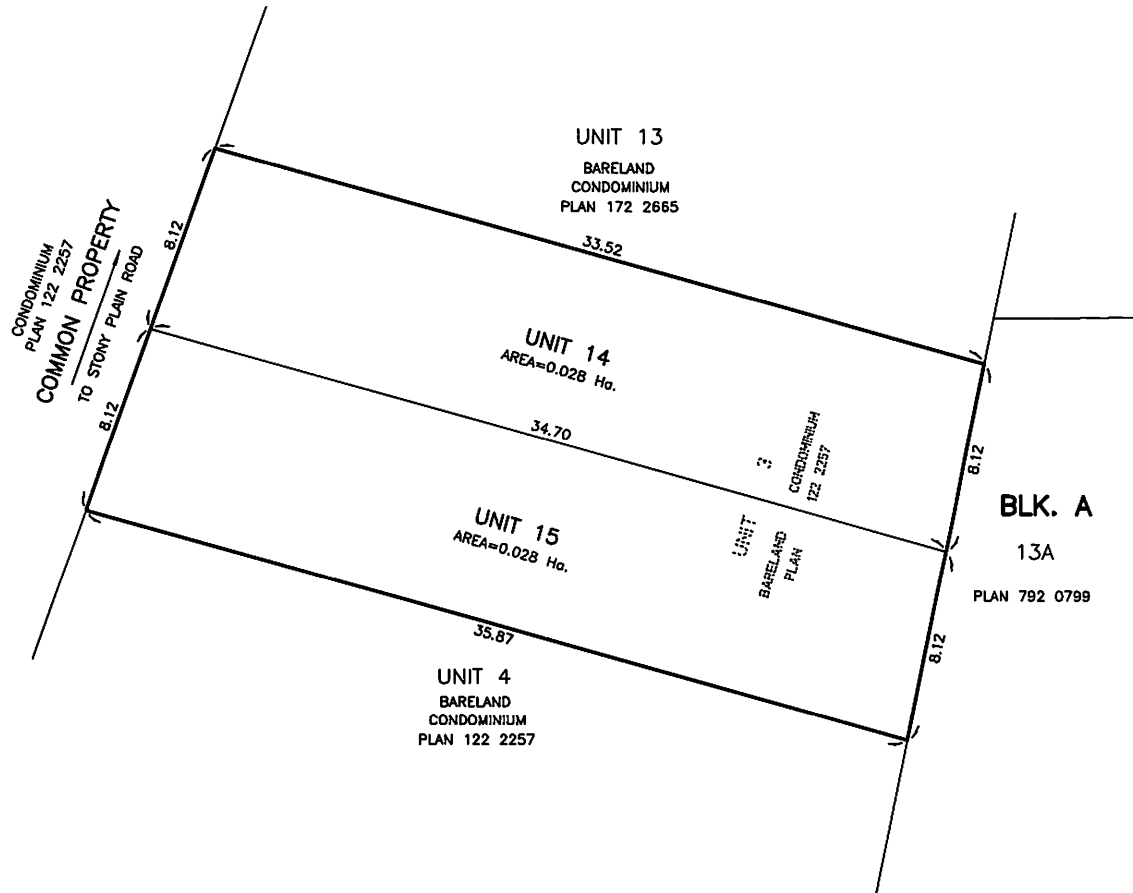 UNIT 13
BARELAND
CONDOMINIUM
PLAN 172 2665
33.52
CONDOMINIUM
PLAN 122 2257
COMMON PROPERTY
TO STONY PLAIN ROAD
8.12
8.12
UNIT 14
AREA=0.028 Ha.
34.70
UNIT 3
BARELAND CONDOMINIUM
PLAN 122 2257
8.12
BLK. A
13A
PLAN 792 0799
8.12
UNIT 15
AREA=0.028 Ha.
35.87
UNIT 4
BARELAND
CONDOMINIUM
PLAN 122 2257